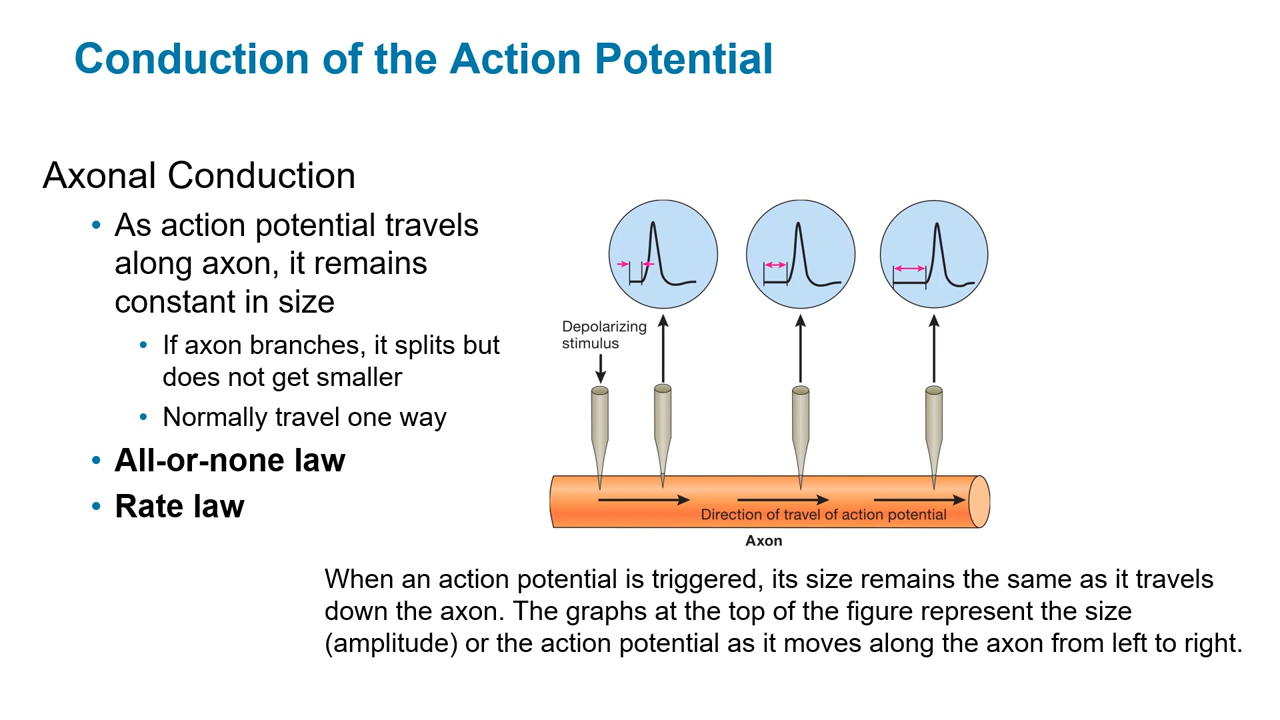 Conduction of the Action Potential
Axonal Conduction
• As action potential travels
along axon, it remains
constant in size
• If axon branches, it splits but
does not get smaller
• Normally travel one way
• All-or-none law
• Rate law
Depolarizing
stimulus
Direction of travel of action potential
Axon
When an action potential is triggered, its size remains the same as it travels
down the axon. The graphs at the top of the figure represent the size
(amplitude) or the action potential as it moves along the axon from left to right.